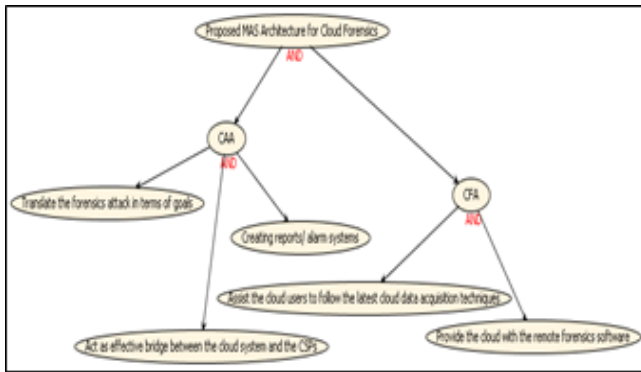 Proposed MAS Architecture for Cloud Forensics
AND
CAA
AND
CFA
AND
Translate the forensics attack in terms of goals
Creating reports/ alarm systems
Assist the cloud users to follow the latest cloud data acquisition techniques
Act as effective bridge between the cloud system and the CSPs
Provide the cloud with the remote forensics software